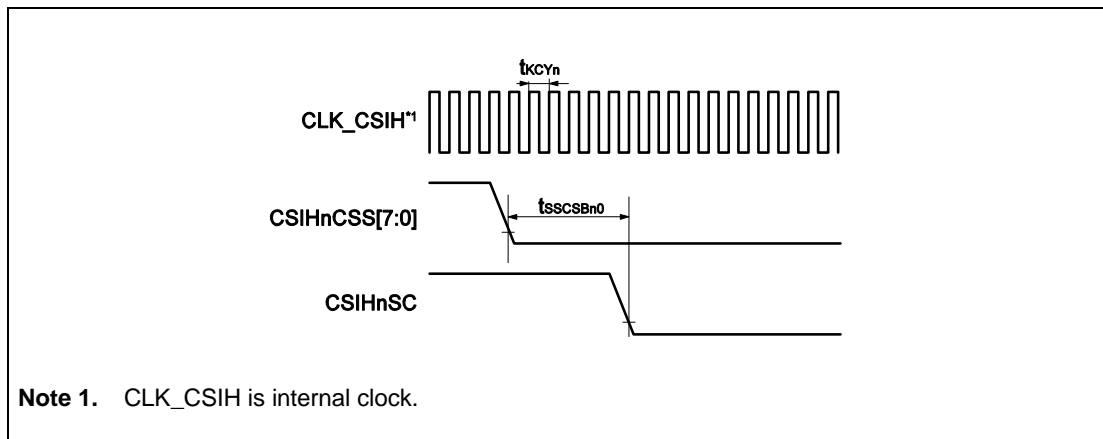 tKCYn
CLK_CSIH*1
CSIHnCSS[7:0]
tSSCSBn0
CSIHnSC
Note 1. CLK_CSIH is internal clock.